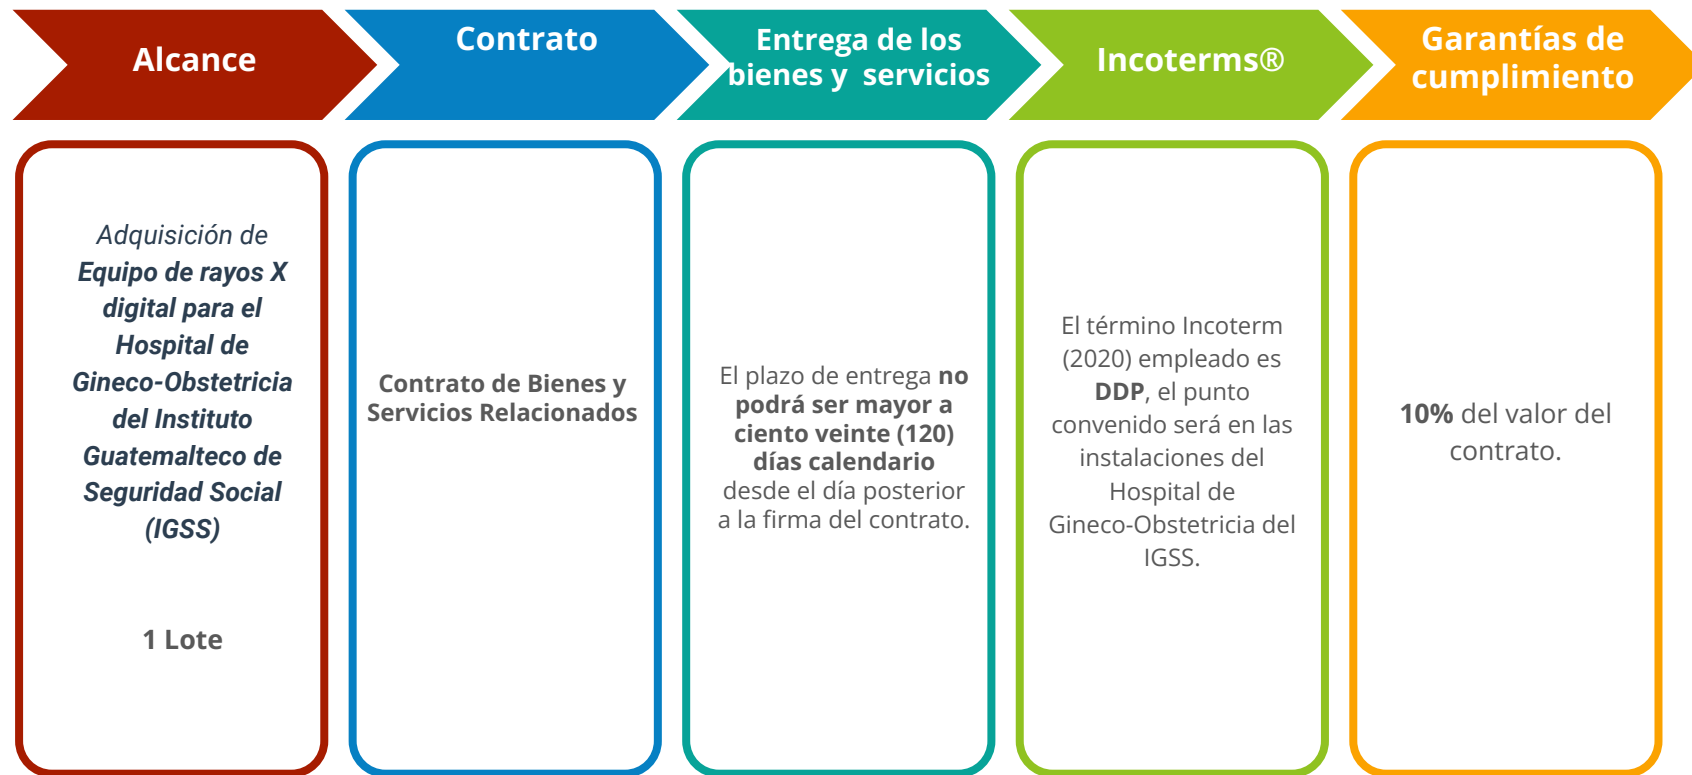 Alcance
Contrato
Entrega de los
bienes y  servicios
Incoterms®
Garantías de
cumplimiento
Adquisición de
Equipo de rayos X
digital para el
Hospital de
Gineco-Obstetricia
del Instituto
Guatemalteco de
Seguridad Social
(IGSS)
1 Lote
Contrato de Bienes y
Servicios Relacionados
El plazo de entrega no
podrá ser mayor a
ciento veinte (120)
días calendario
desde el día posterior
a la firma del contrato.
El término Incoterm
(2020) empleado es
DDP, el punto
convenido será en las
instalaciones del
Hospital de
Gineco-Obstetricia del
IGSS.
10% del valor del
contrato.